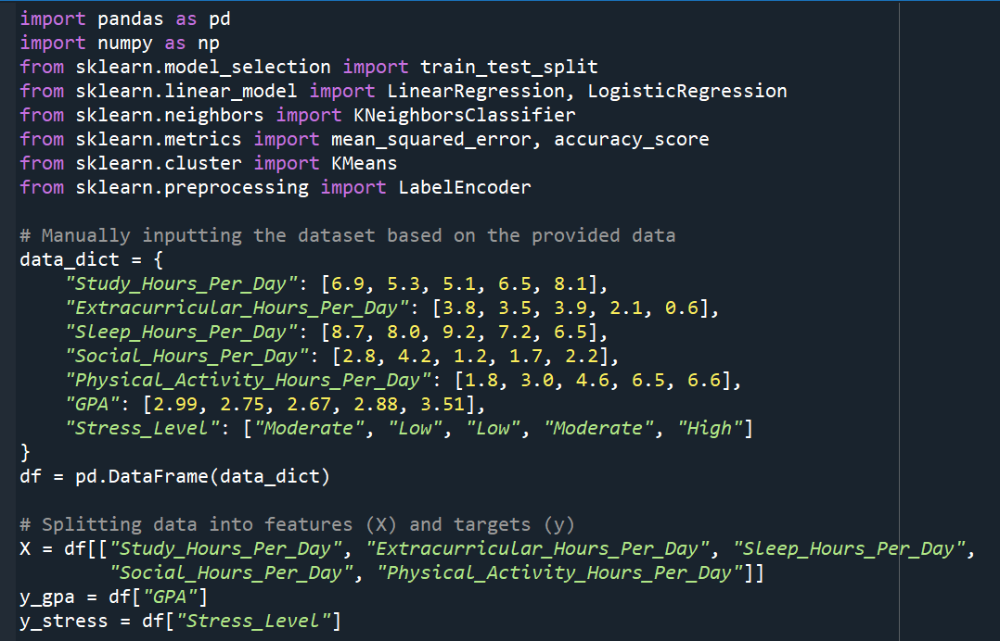 import pandas as pd
import numpy as np
from sklearn.model_selection import train_test_split
from sklearn.linear_model import LinearRegression, LogisticRegression
from sklearn.neighbors import KNeighborsClassifier
from sklearn.metrics import mean_squared_error, accuracy_score
from sklearn.cluster import KMeans
from sklearn.preprocessing import LabelEncoder

# Manually inputting the dataset based on the provided data
data_dict = {
    "Study_Hours_Per_Day": [6.9, 5.3, 5.1, 6.5, 8.1],
    "Extracurricular_Hours_Per_Day": [3.8, 3.5, 3.9, 2.1, 0.6],
    "Sleep_Hours_Per_Day": [8.7, 8.0, 9.2, 7.2, 6.5],
    "Social_Hours_Per_Day": [2.8, 4.2, 1.2, 1.7, 2.2],
    "Physical_Activity_Hours_Per_Day": [1.8, 3.0, 4.6, 6.5, 6.6],
    "GPA": [2.99, 2.75, 2.67, 2.88, 3.51],
    "Stress_Level": ["Moderate", "Low", "Low", "Moderate", "High"]
}
df = pd.DataFrame(data_dict)

# Splitting data into features (X) and targets (y)
X = df[["Study_Hours_Per_Day", "Extracurricular_Hours_Per_Day", "Sleep_Hours_Per_Day",
        "Social_Hours_Per_Day", "Physical_Activity_Hours_Per_Day"]]
y_gpa = df["GPA"]
y_stress = df["Stress_Level"]